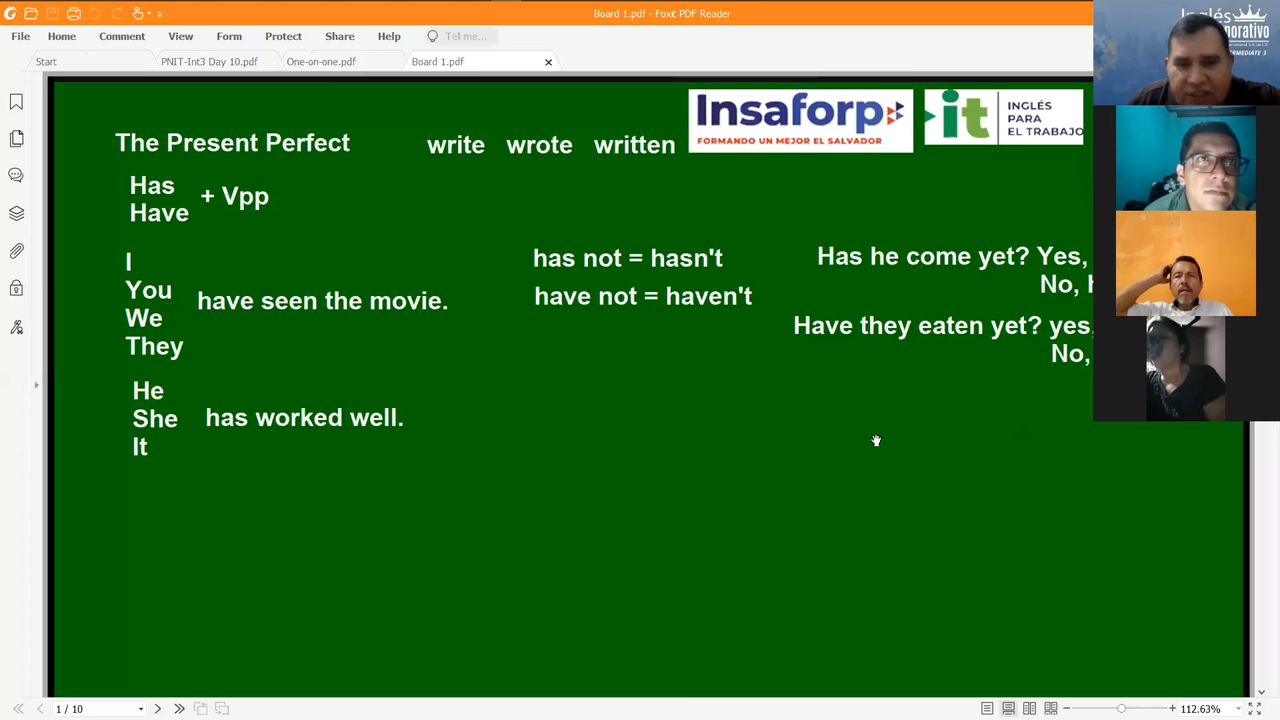 Board 1.pdf - Foxit PDF Reader
File Home Comment View Form Protect Share Help Tell me...
Start PNIT-Int3 Day 10.pdf One-on-one.pdf Board 1.pdf
Inglés
MEDIATE 3
The Present Perfect
write wrote written
Insaforp
FORMANDO UN MEJOR EL SALVADOR
it INGLÉS
PARA
EL TRABAJO
Has
Have
+ Vpp
I
You
We
They
have seen the movie.
has not = hasn't
have not = haven't
Has he come yet? Yes,
No, h
Have they eaten yet? yes,
No,
He
She
It
has worked well.
1 / 10
112.63%